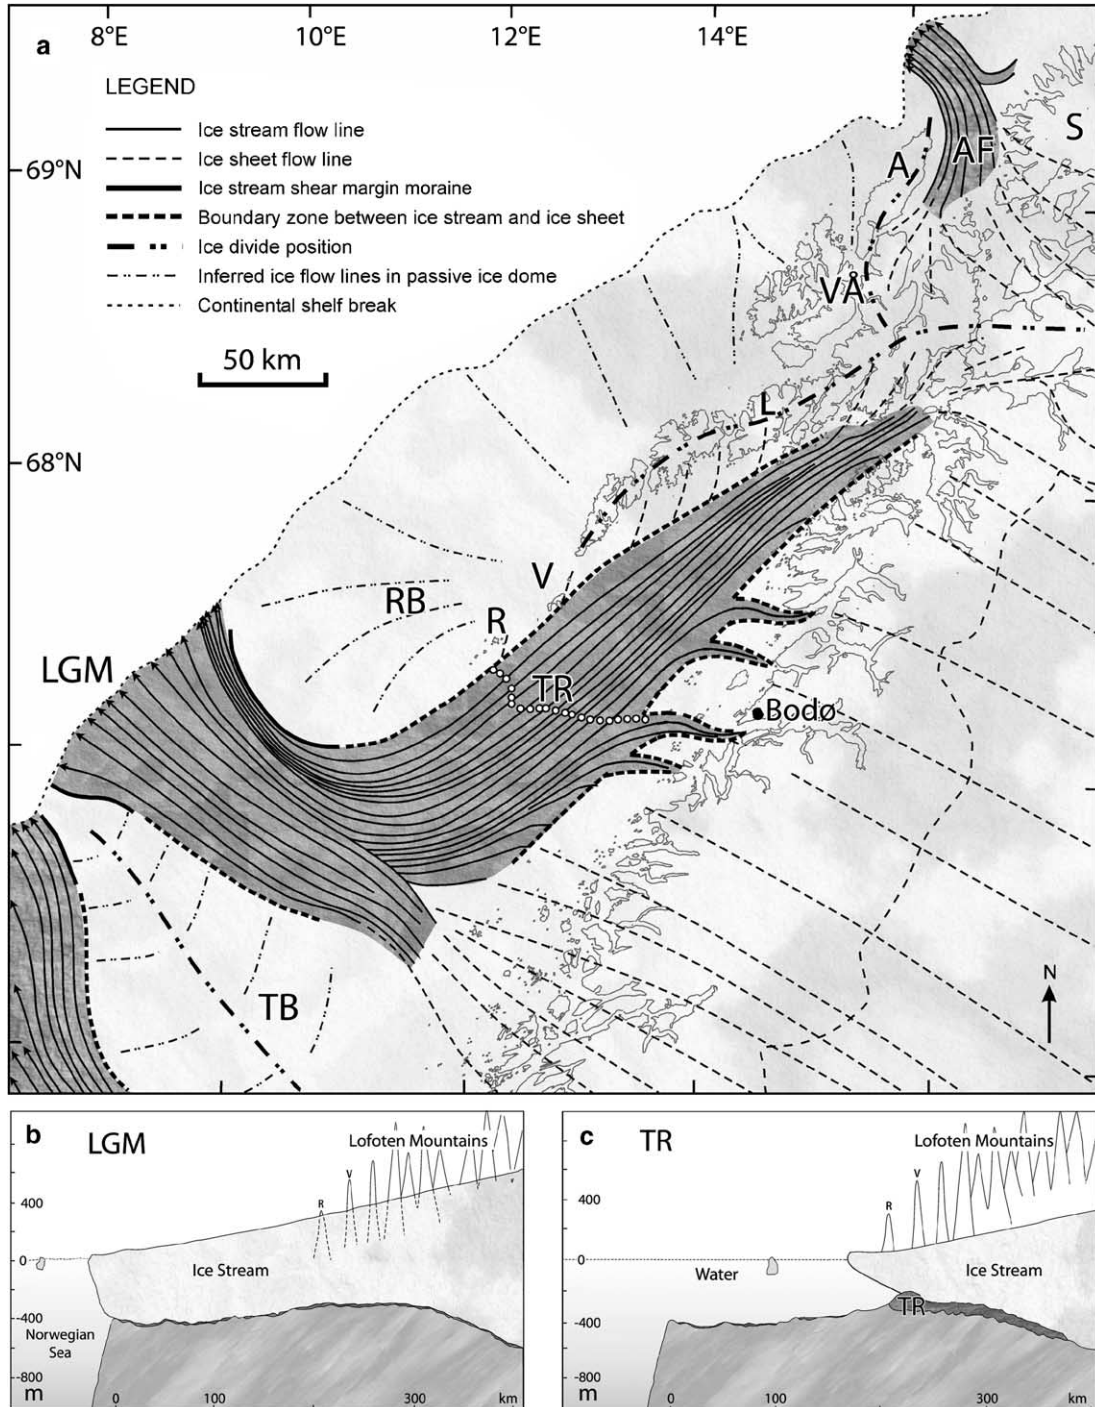 8°E 10°E 12°E 14°E
a
LEGEND
Ice stream flow line
Ice sheet flow line
Ice stream shear margin moraine
Boundary zone between ice stream and ice sheet
Ice divide position
Inferred ice flow lines in passive ice dome
Continental shelf break
50 km
69°N
68°N
S
AF
A
VÅ
L
V
RB
R
LGM
TR
Bodø
TB
N
b
LGM
Lofoten Mountains
V
R
400
0
Ice Stream
-400
Norwegian
Sea
-800
m
0 100 300 km
c
TR
Lofoten Mountains
V
R
400
0
Water
Ice Stream
TR
-400
-800
m
0 100 300 km